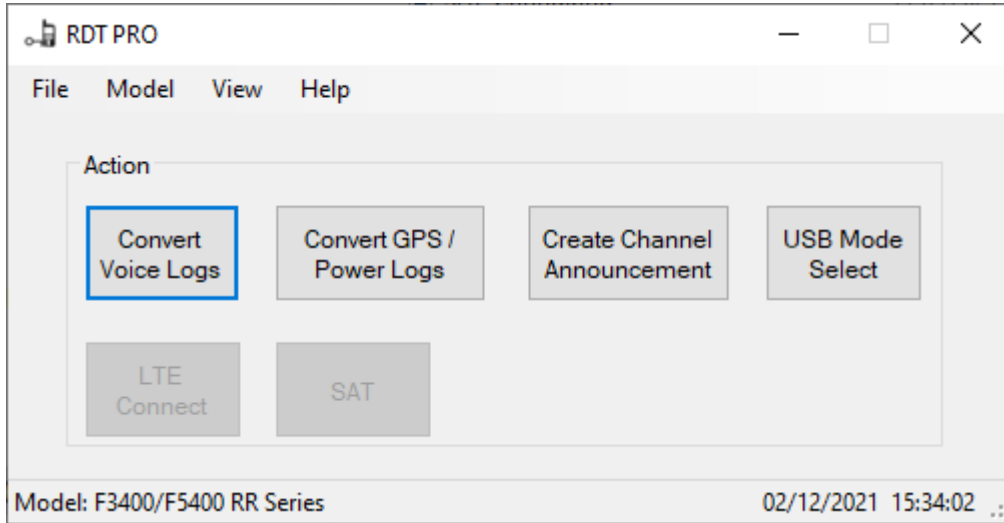 RDT PRO
File Model View Help
Action
Convert
Voice Logs
Convert GPS /
Power Logs
Create Channel
Announcement
USB Mode
Select
LTE
Connect
SAT
Model: F3400/F5400 RR Series
02/12/2021 15:34:02